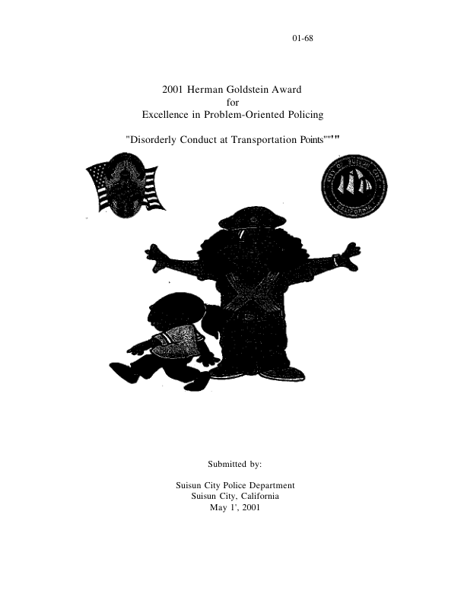 01-68
2001 Herman Goldstein Award
for
Excellence in Problem-Oriented Policing
"Disorderly Conduct at Transportation Points""""
CALIFORNIA
Submitted by:
Suisun City Police Department
Suisun City, California
May 1', 2001